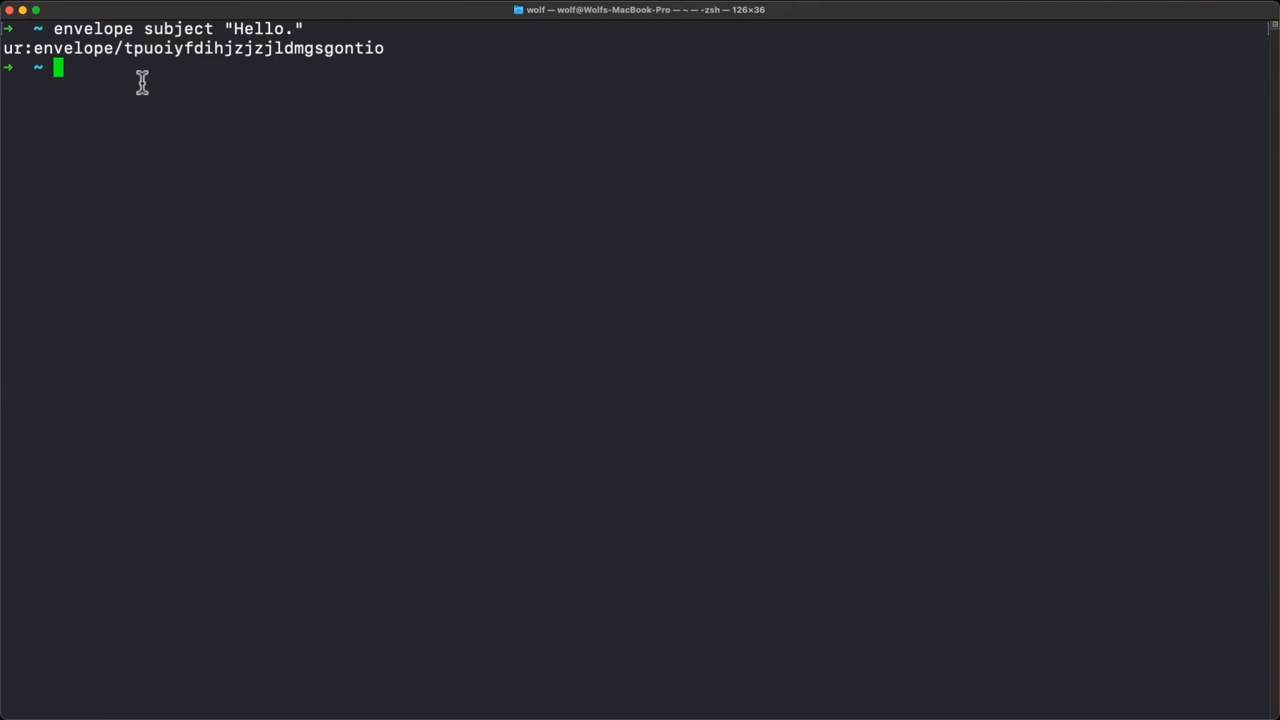 wolf — wolf@Wolfs-MacBook-Pro — ~ — -zsh — 126×36
➜ ~ envelope subject "Hello."
ur:envelope/tpuoiyfdihjzjzjldmgsgontio
➜ ~